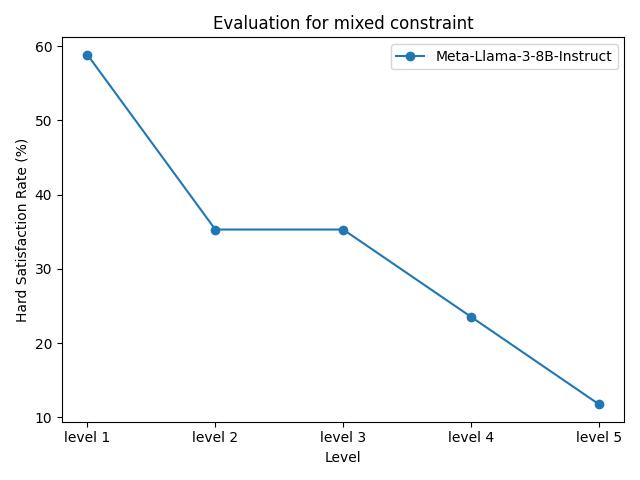 Evaluation for mixed constraint
Meta-Llama-3-8B-Instruct
Hard Satisfaction Rate (%)
60
50
40
30
20
10
level 1 level 2 level 3 level 4 level 5
Level